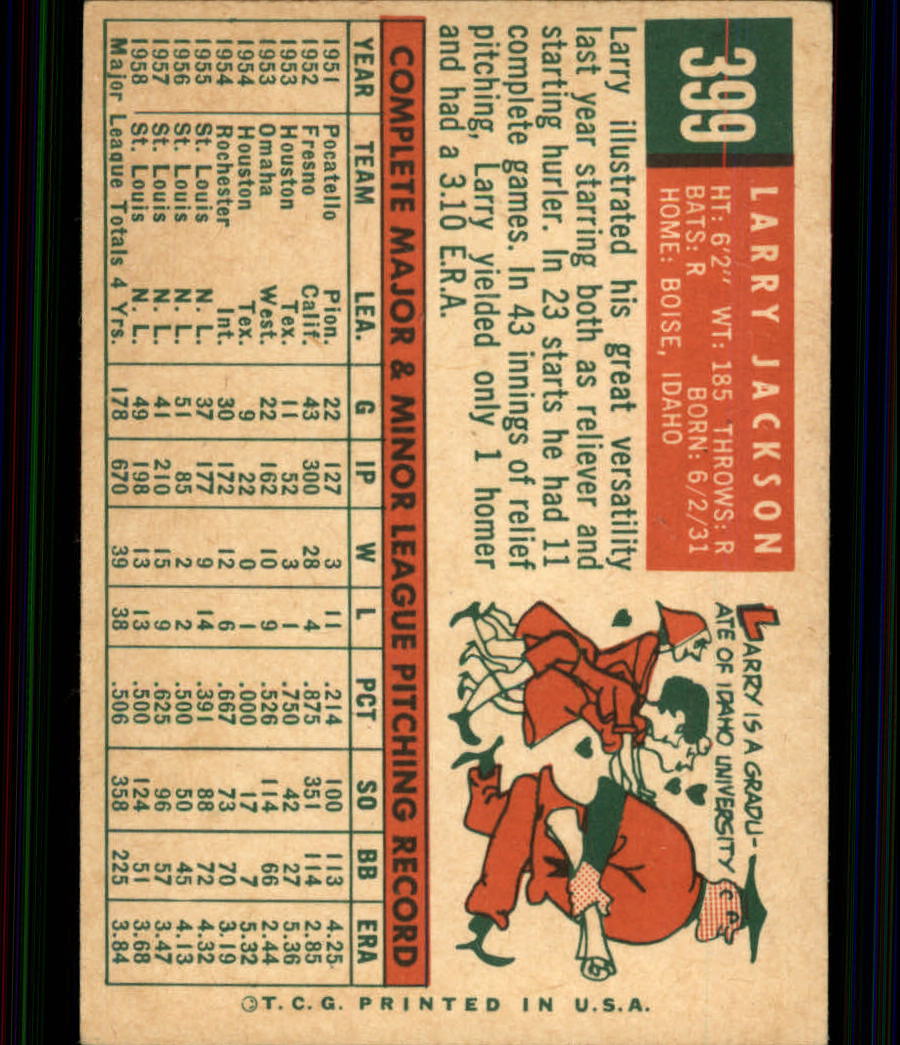 399
LARRY JACKSON
HT: 6'2" WT: 185 THROWS: R
BATS: R BORN: 6/2/31
HOME: BOISE, IDAHO
Larry illustrated his great versatility
last year starring both as reliever and
starting hurler. In 23 starts he had 11
complete games. In 43 innings of relief
pitching, Larry yielded only 1 homer
and had a 3.10 E.R.A.
LARRY IS A GRADU-
ATE OF IDAHO UNIVERSITY
COMPLETE MAJOR & MINOR LEAGUE PITCHING RECORD
YEAR TEAM LEA. G IP W L PCT SO BB ERA
1951 Pocatello Pion. 22 127 3 11 .214 100 113 4.25
1952 Fresno Calif. 43 300 28 4 .875 351 114 2.85
1953 Houston Tex. 11 52 3 1 .750 42 27 5.36
1953 Omaha West. 22 162 10 9 .526 114 66 2.44
1954 Houston Tex. 9 22 0 1 .000 17 7 5.32
1954 Rochester Int. 30 172 12 6 .667 73 70 3.19
1955 St. Louis N. L. 37 177 9 14 .391 88 72 4.32
1956 St. Louis N. L. 51 85 2 2 .500 50 45 4.13
1957 St. Louis N. L. 41 210 15 9 .625 96 57 3.47
1958 St. Louis N. L. 49 198 13 13 .500 124 51 3.68
Major League Totals 4 Yrs. 178 670 39 38 .506 358 225 3.84
©T. C. G. PRINTED IN U.S.A.